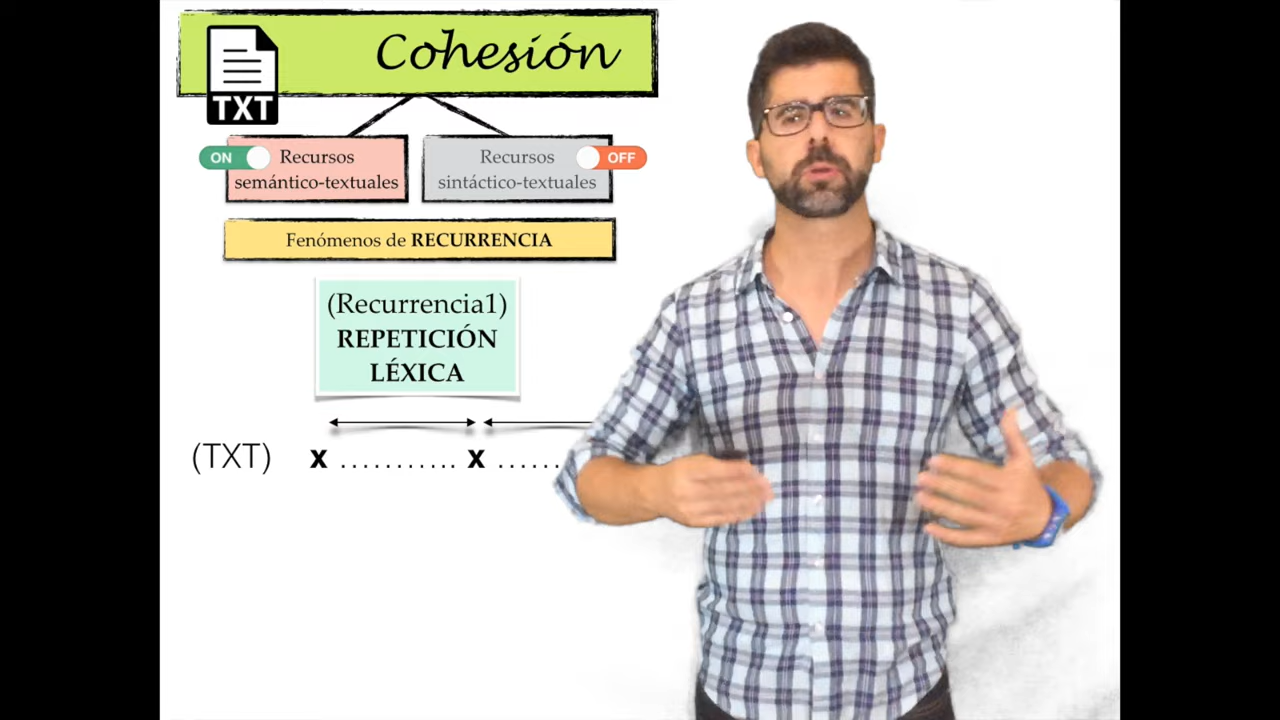 Cohesión
TXT
ON
Recursos
semántico-textuales
Recursos
sintáctico-textuales
OFF
Fenómenos de RECURRENCIA
(Recurrencia1)
REPETICIÓN
LÉXICA
(TXT) x ........... x ......